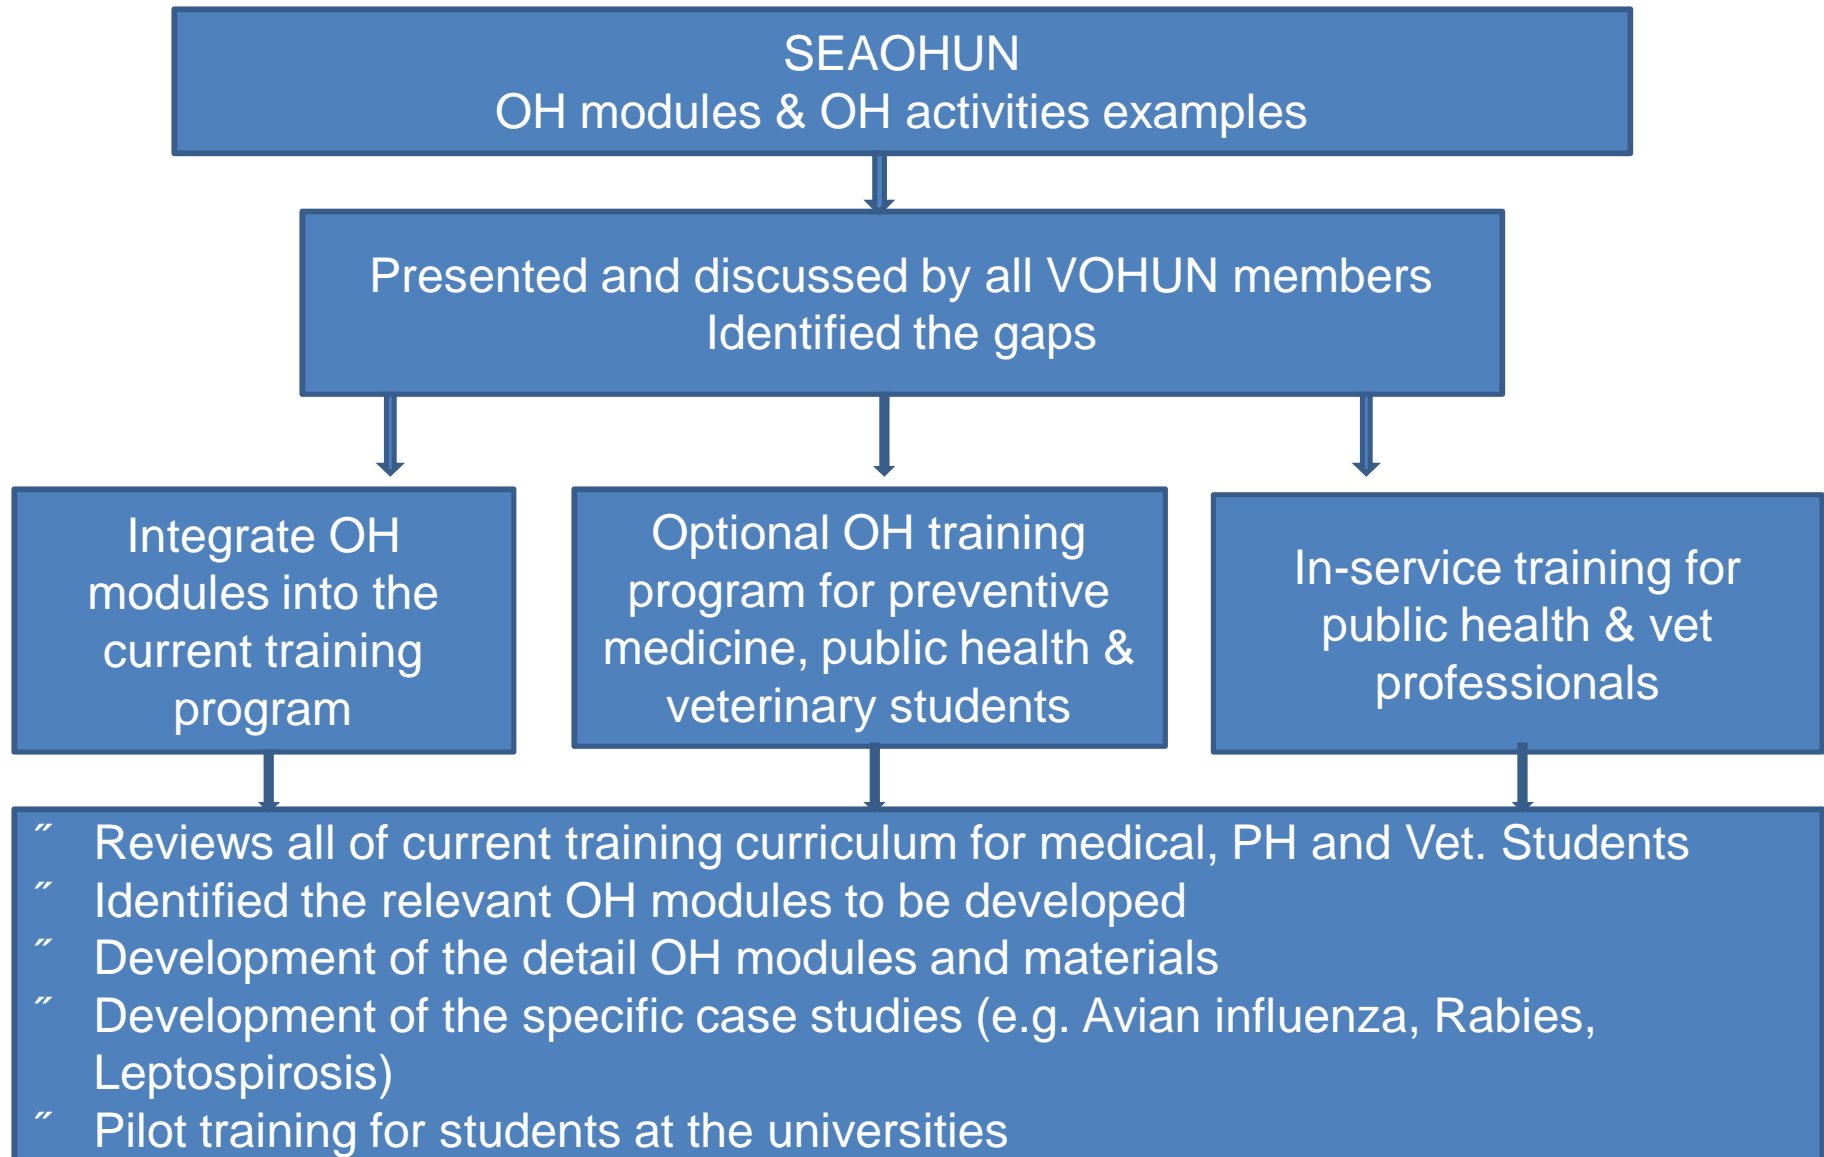 SEAOHUN
OH modules & OH activities examples
Presented and discussed by all VOHUN members
Identified the gaps
Integrate OH
modules into the
current training
program
Optional OH training
program for preventive
medicine, public health &
veterinary students
In-service training for
public health & vet
professionals
˝ Reviews all of current training curriculum for medical, PH and Vet. Students
˝ Identified the relevant OH modules to be developed
˝ Development of the detail OH modules and materials
˝ Development of the specific case studies (e.g. Avian influenza, Rabies,
Leptospirosis)
˝ Pilot training for students at the universities